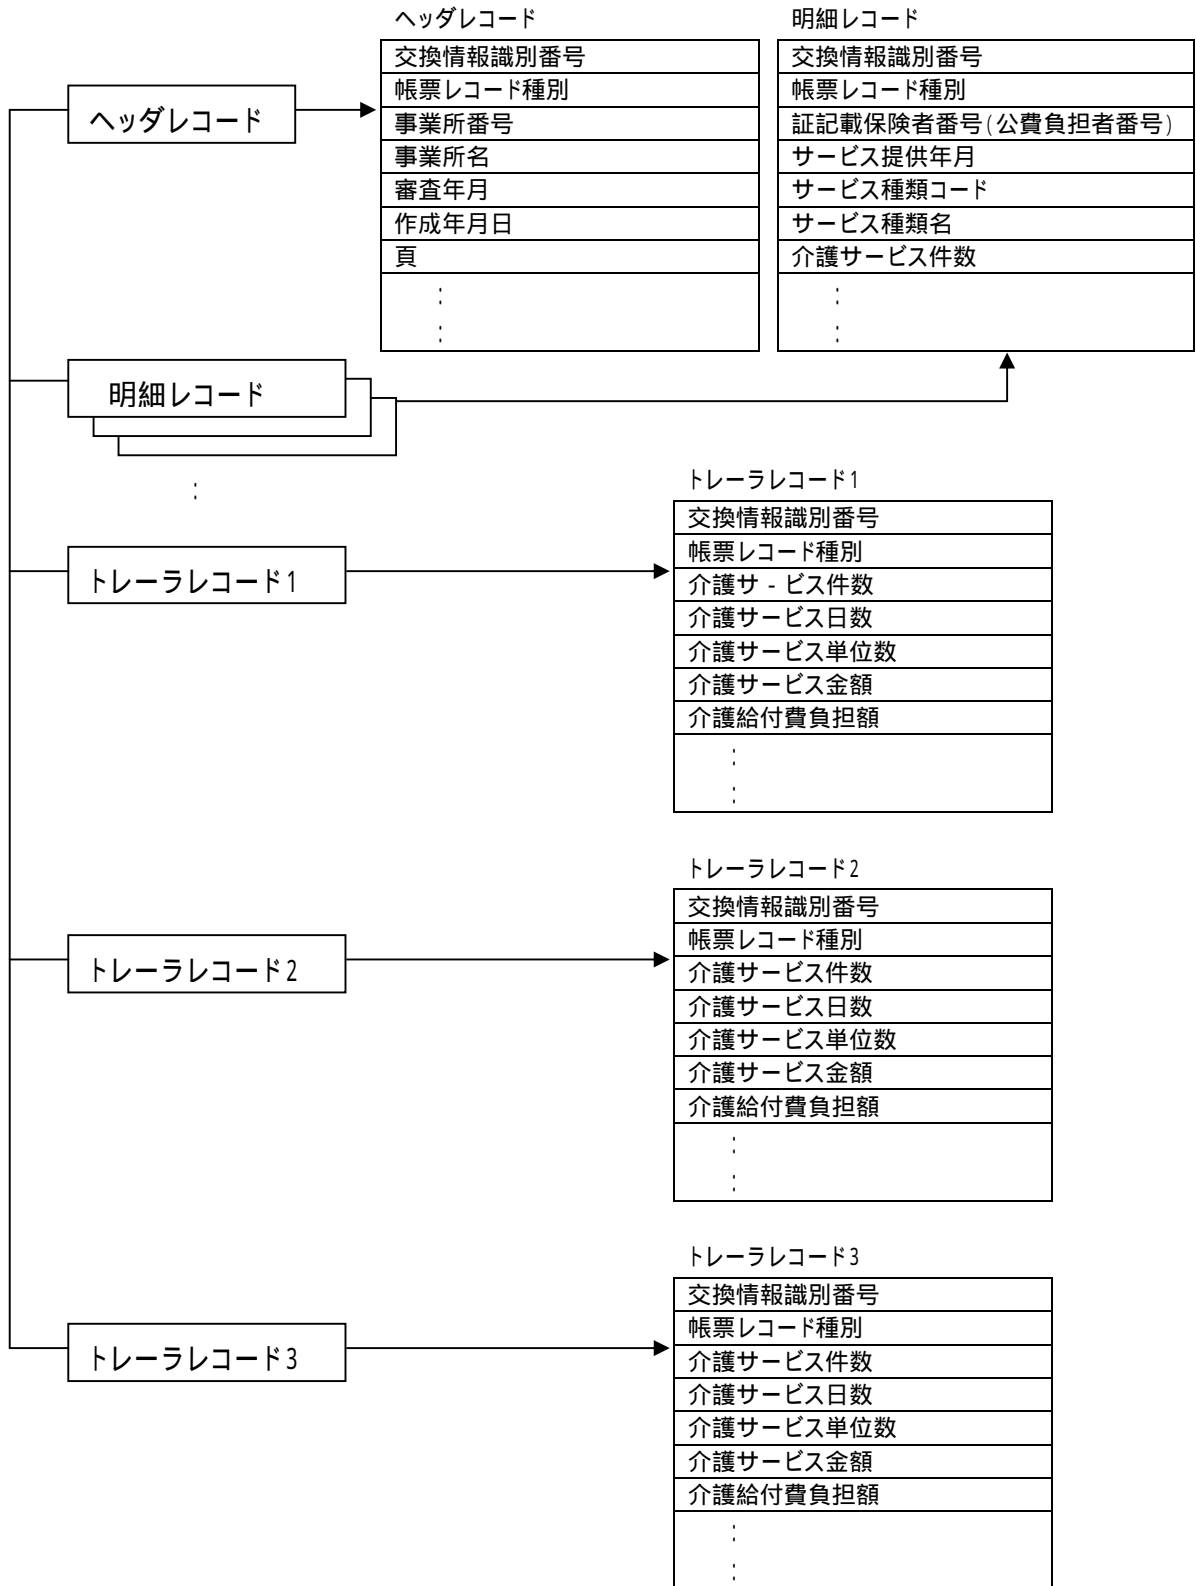 ヘッダレコード
交換情報識別番号
帳票レコード種別
事業所番号
事業所名
審査年月
作成年月日
頁
:
:
明細レコード
交換情報識別番号
帳票レコード種別
証記載保険者番号(公費負担者番号)
サービス提供年月
サービス種類コード
サービス種類名
介護サービス件数
:
:
ヘッダレコード
明細レコード
:
トレーラレコード1
トレーラレコード1
交換情報識別番号
帳票レコード種別
介護サ-ビス件数
介護サービス日数
介護サービス単位数
介護サービス金額
介護給付費負担額
:
:
トレーラレコード2
トレーラレコード2
交換情報識別番号
帳票レコード種別
介護サービス件数
介護サービス日数
介護サービス単位数
介護サービス金額
介護給付費負担額
:
:
トレーラレコード3
トレーラレコード3
交換情報識別番号
帳票レコード種別
介護サービス件数
介護サービス日数
介護サービス単位数
介護サービス金額
介護給付費負担額
:
: